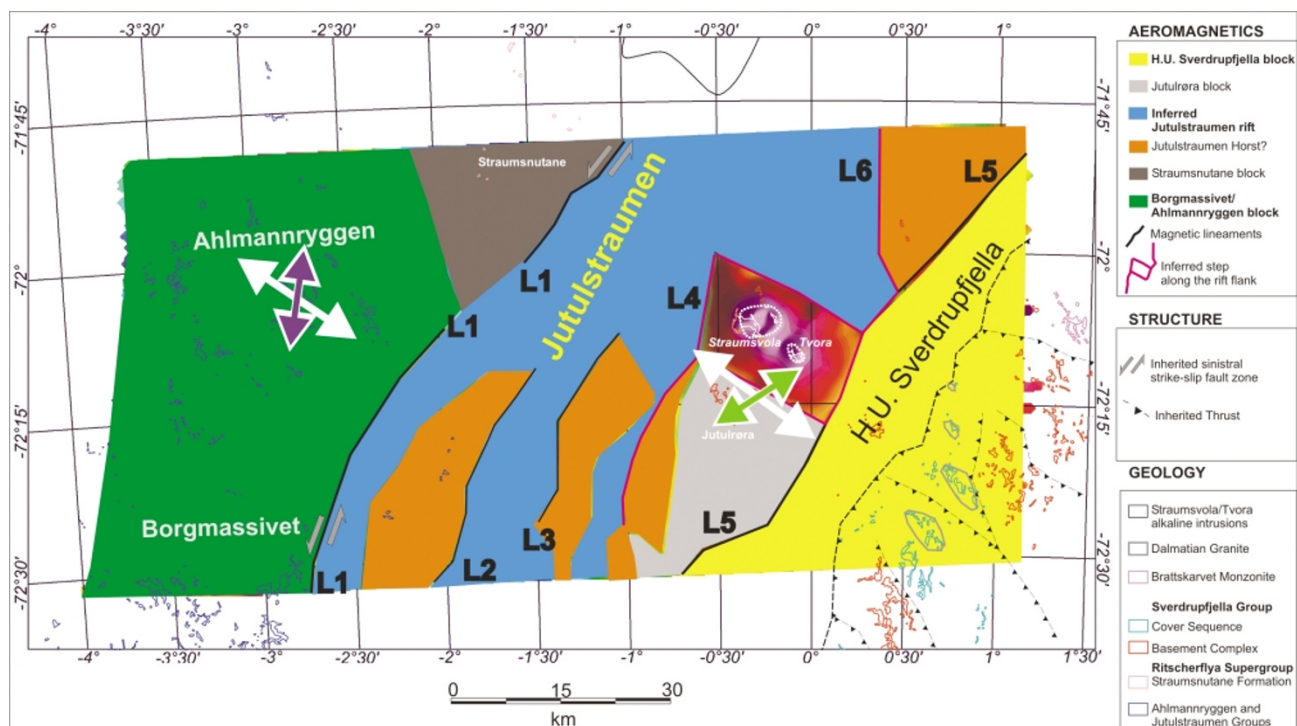 -3°30'
-3°
-2°30'
-2°
-1°30'
-1°
-0°30'
0°
0°30'
1°
-71°45'
-72°
-72°15'
-72°30'
-71°45'
-72°
-72°15'
-72°30'
-4°
-3°30'
-3°
-2°30'
-2°
-1°30'
-1°
-0°30'
0°
0°30'
1°
1°30'
Straumsnutane
Jutulstraumen
L6
L5
Ahlmannryggen
L1
L4
L1
Straumsvola
Tvora
H.U. Sverdrupfjella
Jutulrøra
Borgmassivet
L5
L3
L2
L1
0 15 30
km
AEROMAGNETICS
H.U. Sverdrupfjella block
Jutulrøra block
Inferred
Jutulstraumen rift
Jutulstraumen Horst?
Straumsnutane block
Borgmassivet/
Ahlmannryggen block
Magnetic lineaments
Inferred step
along the rift flank
STRUCTURE
Inherited sinistral
strike-slip fault zone
Inherited Thrust
GEOLOGY
Straumsvola/Tvora
alkaline intrusions
Dalmatian Granite
Brattskarvet Monzonite
Sverdrupfjella Group
Cover Sequence
Basement Complex
Ritscherflya Supergroup
Straumsnutane Formation
Ahlmannryggen and
Jutulstraumen Groups